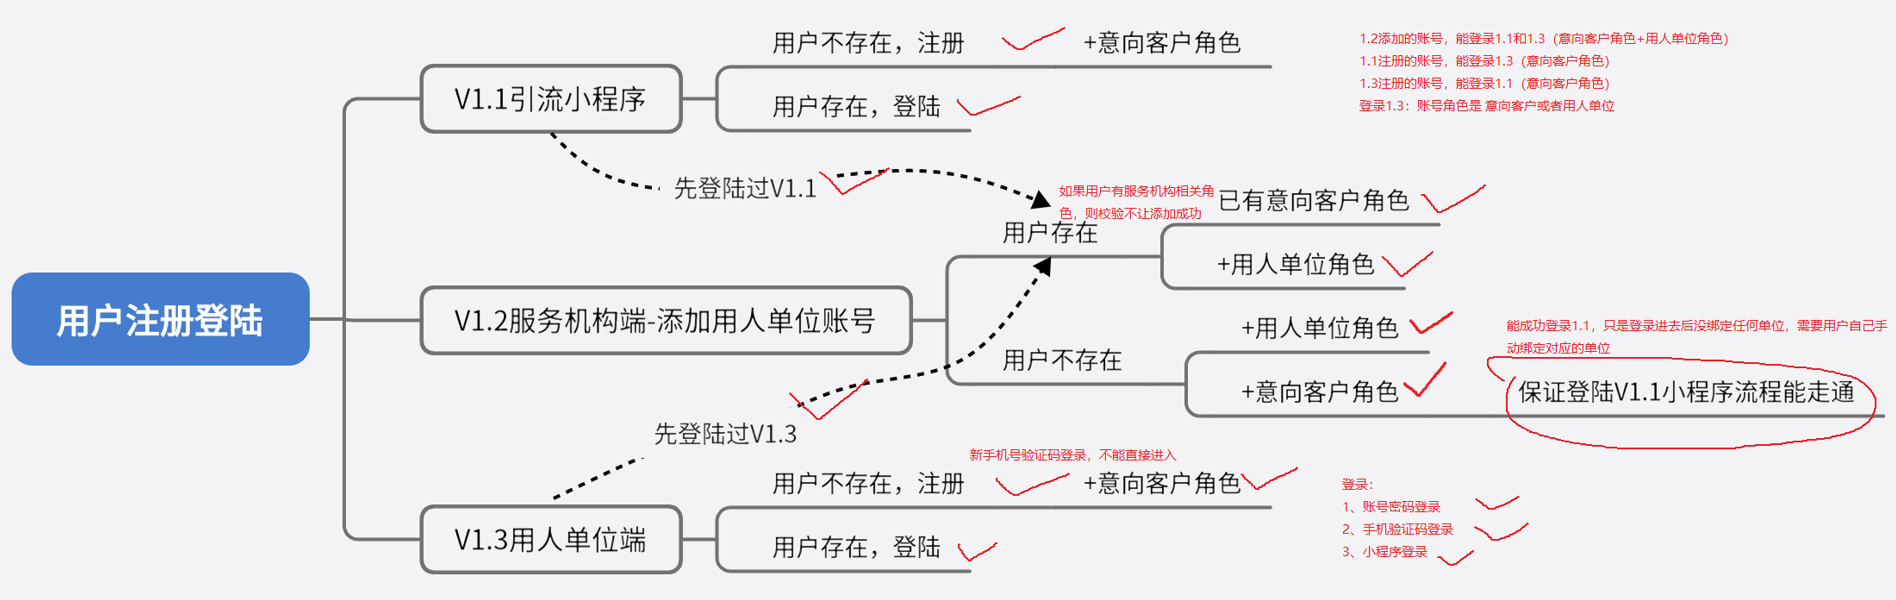 用户不存在，注册
+意向客户角色
1.2添加的账号，能登录1.1和1.3（意向客户角色+用人单位角色）
1.1注册的账号，能登录1.3（意向客户角色）
1.3注册的账号，能登录1.1（意向客户角色）
登录1.3：账号角色是 意向客户或者用人单位
V1.1引流小程序
用户存在，登陆
先登陆过V1.1
如果用户有服务机构相关角
色，则校验不让添加成功
已有意向客户角色
用户存在
+用人单位角色
用户注册登陆
V1.2服务机构端-添加用人单位账号
+用人单位角色
能成功登录1.1，只是登录进去后没绑定任何单位，需要用户自己手
动绑定对应的单位
用户不存在
+意向客户角色
保证登陆V1.1小程序流程能走通
先登陆过V1.3
新手机号验证码登录，不能直接进入
用户不存在，注册
+意向客户角色
登录：
1、账号密码登录
2、手机验证码登录
3、小程序登录
V1.3用人单位端
用户存在，登陆